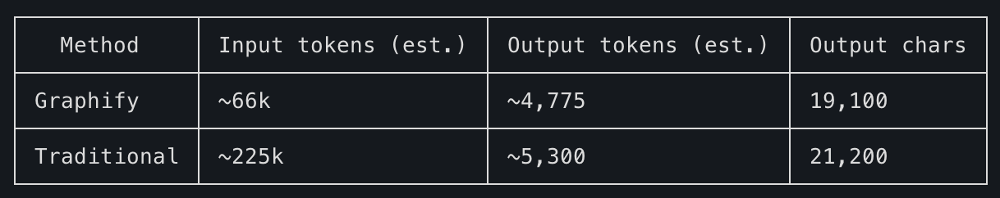 Method Input tokens (est.) Output tokens (est.) Output chars
Graphify ~66k ~4,775 19,100
Traditional ~225k ~5,300 21,200